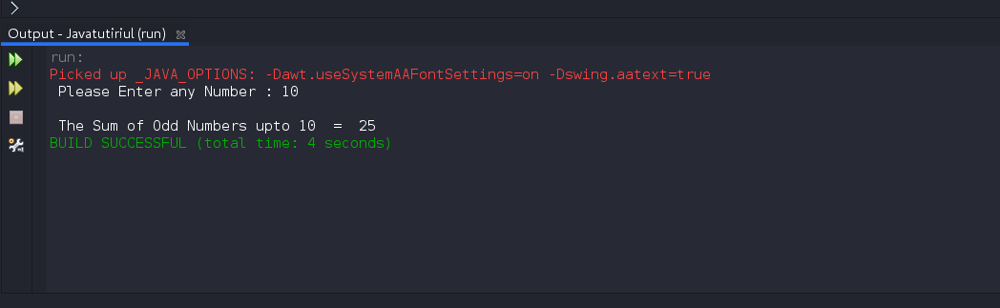 Output - Javatutiriul (run)
run:
Picked up _JAVA_OPTIONS: -Dawt.useSystemAAFontSettings=on -Dswing.aatext=true
Please Enter any Number : 10
The Sum of Odd Numbers upto 10  =  25
BUILD SUCCESSFUL (total time: 4 seconds)